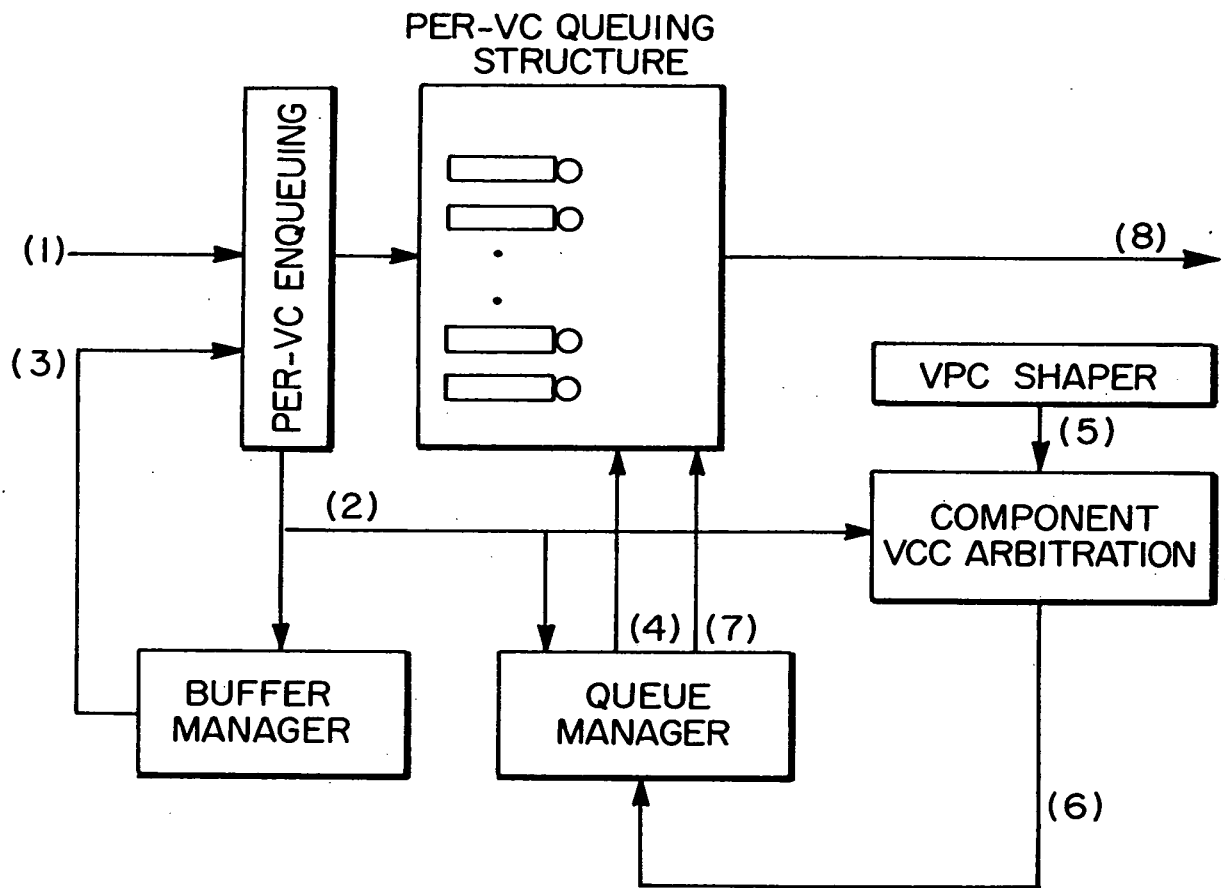 PER-VC QUEUING
STRUCTURE
PER-VC ENQUEUING
(1)
(8)
(3)
VPC SHAPER
(5)
(2)
COMPONENT
VCC ARBITRATION
(4)
(7)
BUFFER
MANAGER
QUEUE
MANAGER
(6)